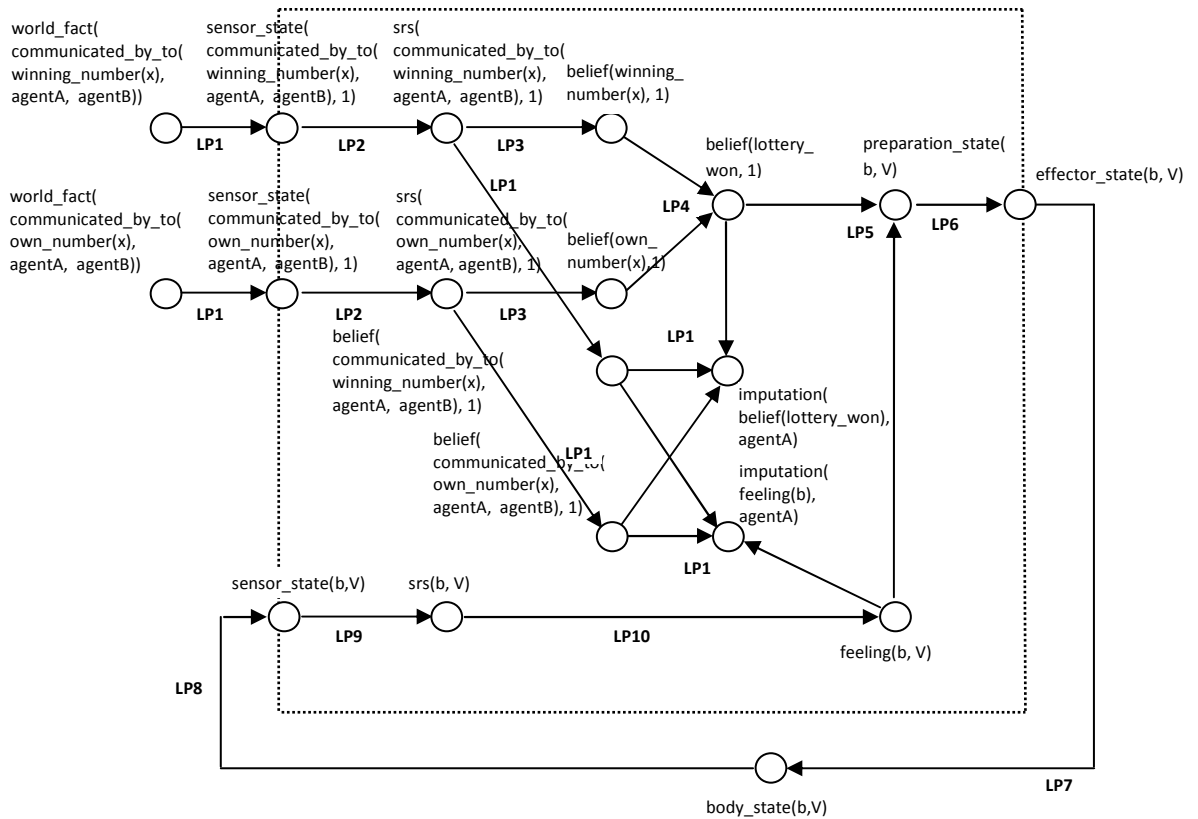 world_fact(
communicated_by_to(
winning_number(x),
agentA, agentB))
sensor_state(
communicated_by_to(
winning_number(x),
agentA, agentB), 1)
srs(
communicated_by_to(
winning_number(x),
agentA, agentB), 1)
belief(winning_
number(x), 1)
LP1
LP2
LP3
belief(lottery_
won, 1)
preparation_state(
b, V)
effector_state(b, V)
LP1
LP4
LP5
LP6
world_fact(
communicated_by_to(
own_number(x),
agentA, agentB))
sensor_state(
communicated_by_to(
own_number(x),
agentA, agentB), 1)
srs(
communicated_by_to(
own_number(x),
agentA, agentB), 1)
belief(own_
number(x),1)
LP1
LP2
LP3
belief(
communicated_by_to(
winning_number(x),
agentA, agentB), 1)
LP1
imputation(
belief(lottery_won),
agentA)
belief(
communicated_by_to(
own_number(x),
agentA, agentB), 1)
LP1
imputation(
feeling(b),
agentA)
LP1
sensor_state(b,V)
srs(b, V)
LP9
LP10
feeling(b, V)
LP8
LP7
body_state(b,V)